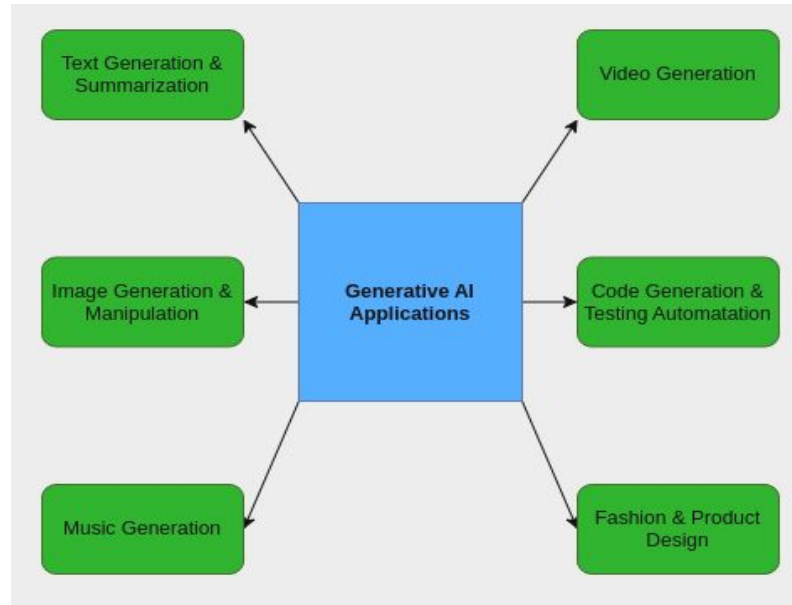 Text Generation &
Summarization
Video Generation
Image Generation &
Manipulation
Generative AI
Applications
Code Generation &
Testing Automatation
Music Generation
Fashion & Product
Design